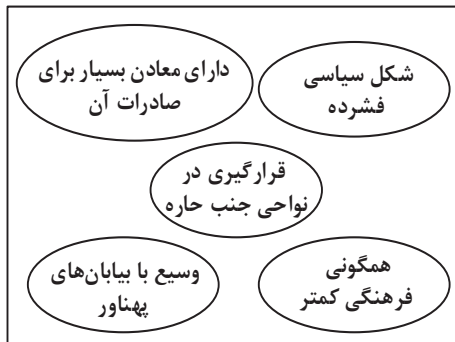 شکل سیاسی
فشرده
دارای معادن بسیار برای
صادرات آن
قرارگیری در
نواحی جنب حاره
همگونی
فرهنگی کمتر
وسیع با بیابان‌های
پهناور